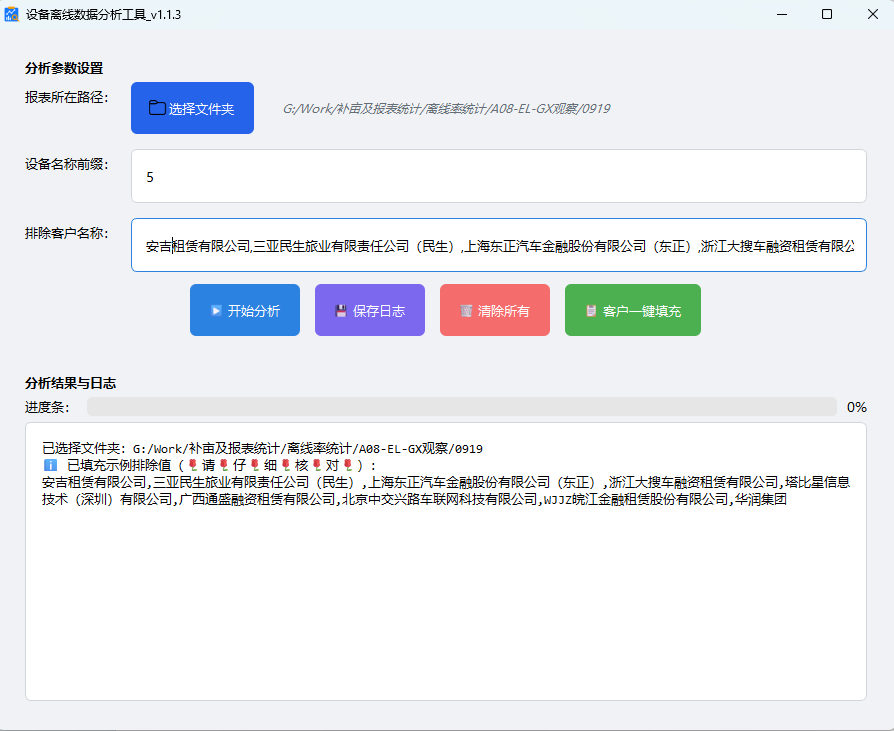 设备离线数据分析工具_v1.1.3
分析参数设置
报表所在路径:
选择文件夹
G:/Work/补亩及报表统计/离线率统计/A08-EL-GX观察/0919
设备名称前缀:
5
排除客户名称:
安吉租赁有限公司,三亚民生旅业有限责任公司（民生）,上海东正汽车金融股份有限公司（东正）,浙江大搜车融资租赁有限公
开始分析
保存日志
清除所有
客户一键填充
分析结果与日志
进度条:
0%
已选择文件夹: G:/Work/补亩及报表统计/离线率统计/A08-EL-GX观察/0919
ℹ️ 已填充示例排除值（🌹请🌹仔🌹细🌹核🌹对🌹）:
安吉租赁有限公司,三亚民生旅业有限责任公司（民生）,上海东正汽车金融股份有限公司（东正）,浙江大搜车融资租赁有限公司,塔比星信息
技术（深圳）有限公司,广西通盛融资租赁有限公司,北京中交兴路车联网科技有限公司,WJJZ皖江金融租赁股份有限公司,华润集团